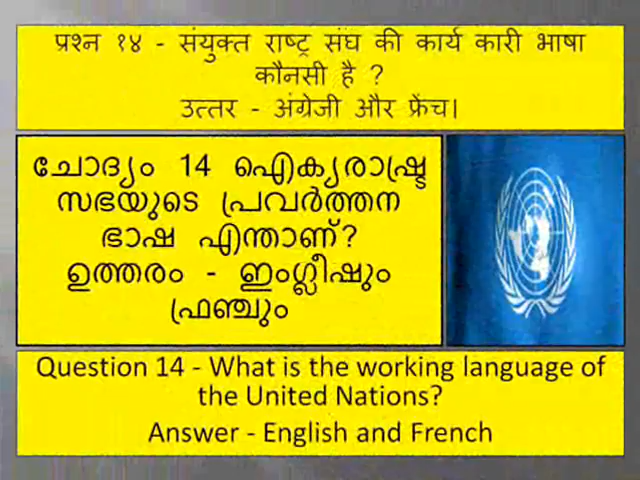 प्रश्न १४ - संयुक्त राष्ट्र संघ की कार्य कारी भाषा
कौनसी है ?
उत्तर - अंग्रेजी और फ्रेंच।
ചോദ്യം 14 ഐക്യരാഷ്ട്ര
സഭയുടെ പ്രവർത്തന
ഭാഷ എന്താണ്?
ഉത്തരം - ഇംഗ്ലീഷും
ഫ്രഞ്ചും
Question 14 - What is the working language of
the United Nations?
Answer - English and French